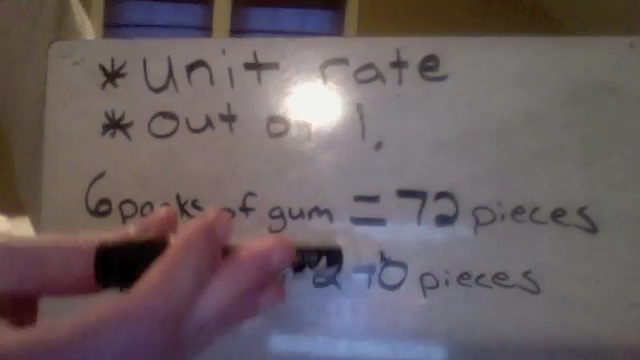 * unit rate
* out of 1.
6 packs of gum = 72 pieces
pieces